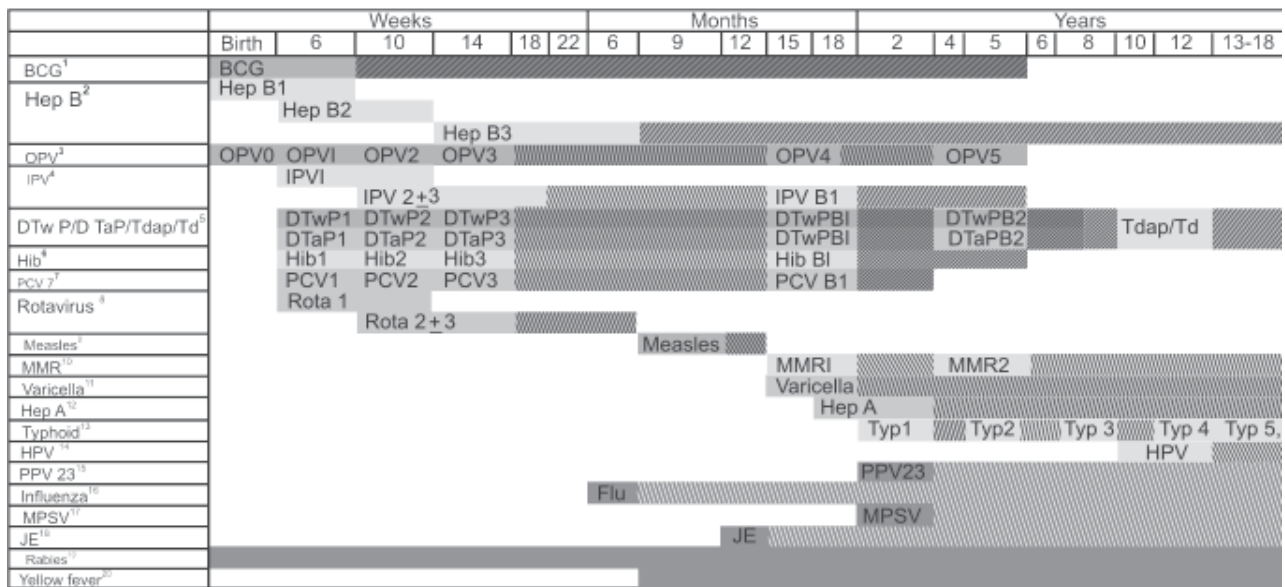 Weeks Months Years
Birth 6 10 14 18 22 6 9 12 15 18 2 4 5 6 8 10 12 13-18
BCG1 BCG
Hep B2 Hep B1
Hep B2
Hep B3
OPV3 OPV0 OPVI OPV2 OPV3 OPV4 OPV5
IPV4 IPVI
IPV 2+3 IPV B1
DTw P/D TaP/Tdap/Td5 DTwP1 DTwP2 DTwP3 DTwPBI DTwPB2 Tdap/Td
DTaP1 DTaP2 DTaP3 DTwPBI DTaPB2
Hib6 Hib1 Hib2 Hib3 Hib BI
PCV 77 PCV1 PCV2 PCV3 PCV B1
Rotavirus 8 Rota 1
Rota 2+3
Measles9 Measles
MMR10 MMRI MMR2
Varicella11 Varicella
Hep A12 Hep A
Typhoid13 Typ1 Typ2 Typ 3 Typ 4 Typ 5,
HPV 14 HPV
PPV 2315 PPV23
Influenza16 Flu
MPSV17 MPSV
JE18 JE
Rabies19
Yellow fever20